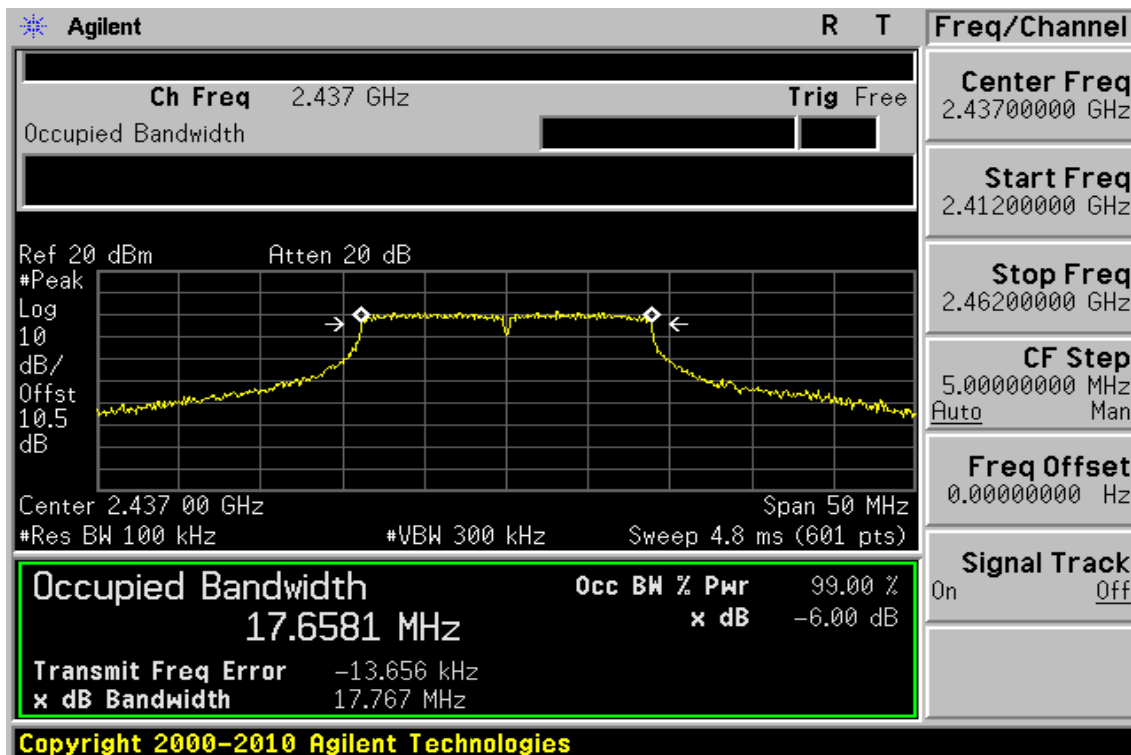 Agilent R T
Ch Freq 2.437 GHz Trig Free
Occupied Bandwidth
Ref 20 dBm Atten 20 dB
#Peak
Log
10
dB/
Offst
10.5
dB
Center 2.437 00 GHz Span 50 MHz
#Res BW 100 kHz #VBW 300 kHz Sweep 4.8 ms (601 pts)
Occupied Bandwidth
17.6581 MHz
Occ BW % Pwr 99.00 %
x dB -6.00 dB
Transmit Freq Error -13.656 kHz
x dB Bandwidth 17.767 MHz
Copyright 2000-2010 Agilent Technologies
Freq/Channel
Center Freq
2.43700000 GHz
Start Freq
2.41200000 GHz
Stop Freq
2.46200000 GHz
CF Step
5.00000000 MHz
Auto Man
Freq Offset
0.00000000 Hz
Signal Track
On Off